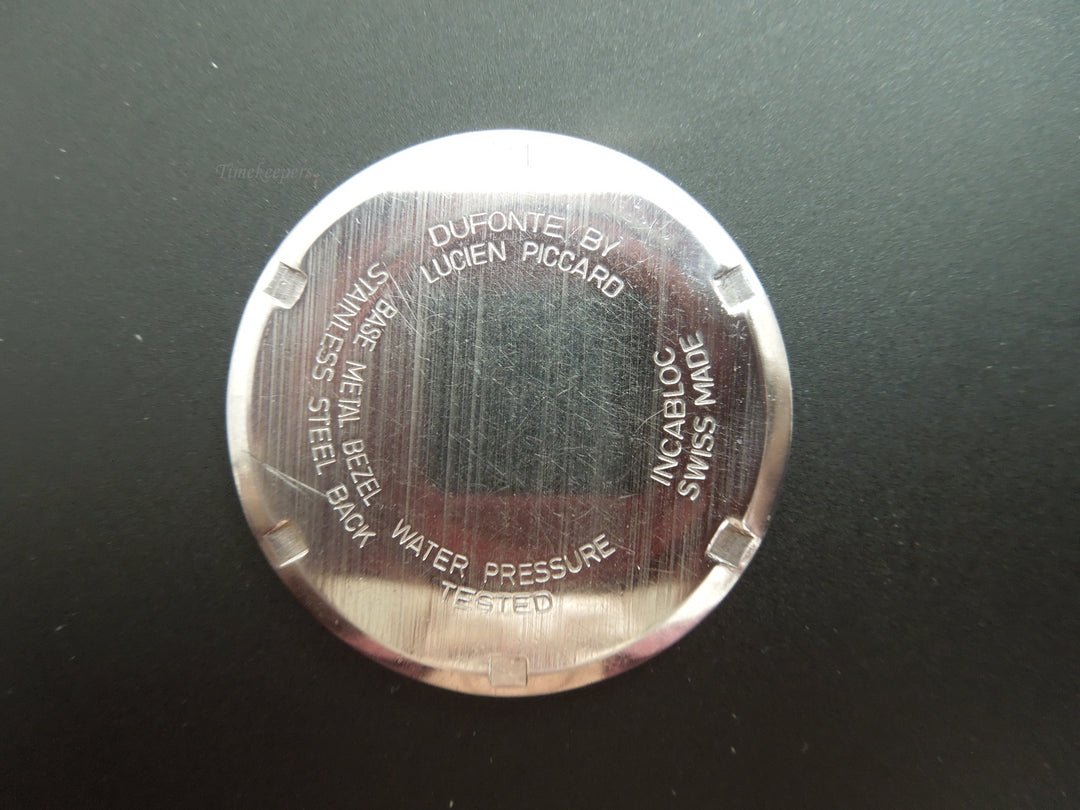 Timekeepers
DUFONTE BY
LUCIEN PICCARD
INCABLOC
SWISS MADE
WATER PRESSURE
TESTED
BASE METAL BEZEL
STAINLESS STEEL BACK